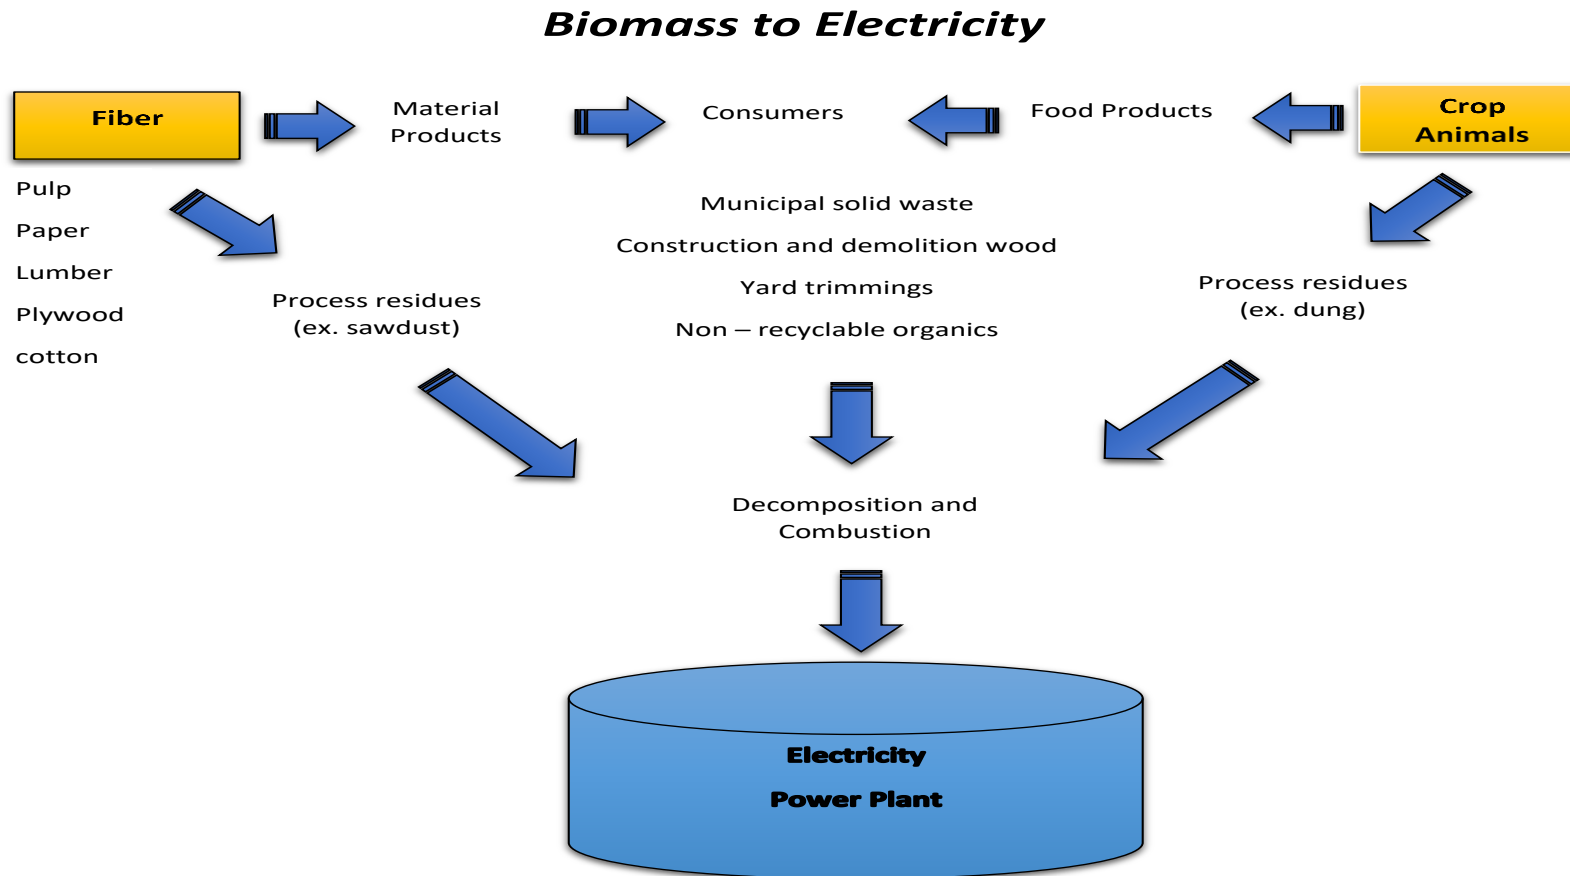 Biomass to Electricity
Fiber
Material
Products
Consumers
Food Products
Crop
Animals
Pulp
Paper
Lumber
Plywood
cotton
Process residues
(ex. sawdust)
Municipal solid waste
Construction and demolition wood
Yard trimmings
Non – recyclable organics
Process residues
(ex. dung)
Decomposition and
Combustion
Electricity
Power Plant